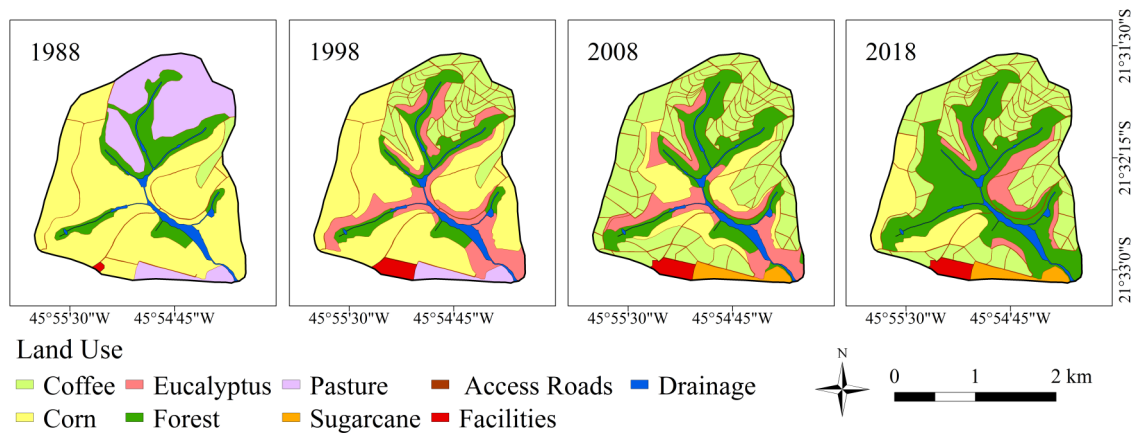 1988 1998 2008 2018
21°31'30"S
21°32'15"S
21°33'0"S
45°55'30"W 45°54'45"W 45°55'30"W 45°54'45"W 45°55'30"W 45°54'45"W 45°55'30"W 45°54'45"W
Land Use
Coffee Eucalyptus Pasture Access Roads Drainage
Corn Forest Sugarcane Facilities
N
0 1 2 km